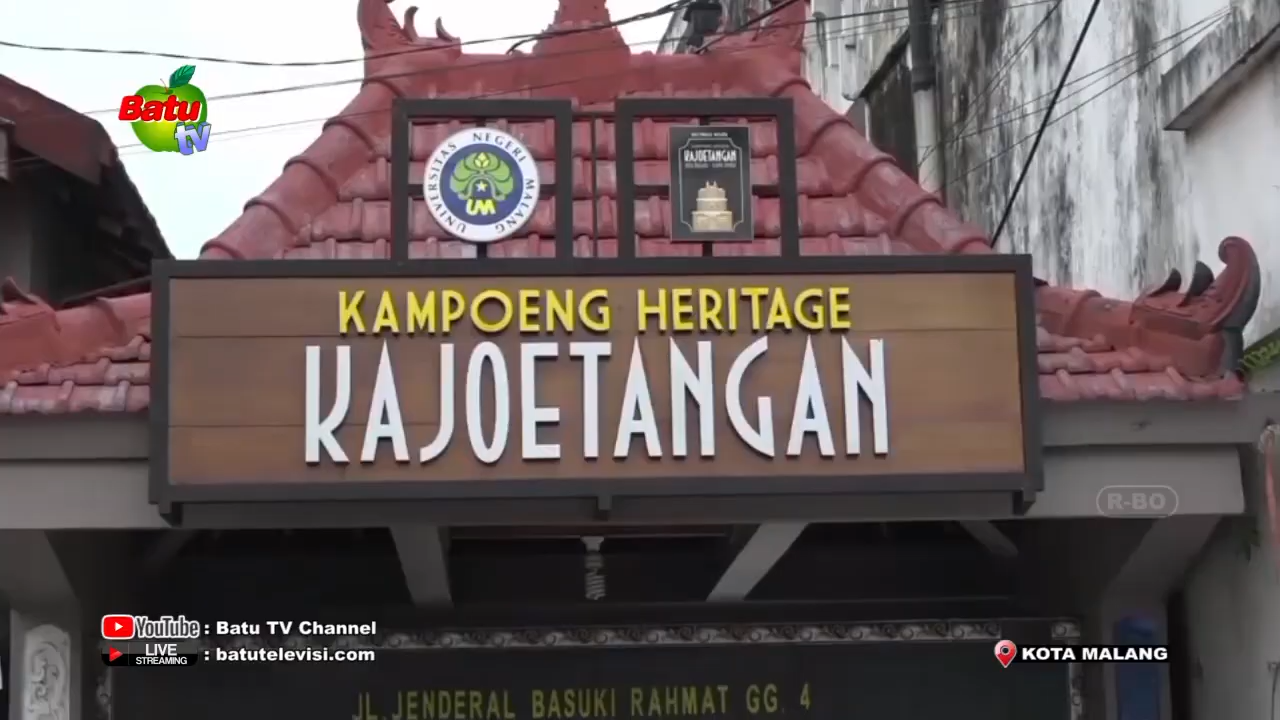 Batu
tv
UNIVERSITAS NEGERI MALANG
UM
KAJOETANGAN
KAMPOENG HERITAGE
KAJOETANGAN
R-BO
YouTube : Batu TV Channel
LIVE
STREAMING : batutelevisi.com
KOTA MALANG
JL. JENDERAL BASUKI RAHMAT GG. 4